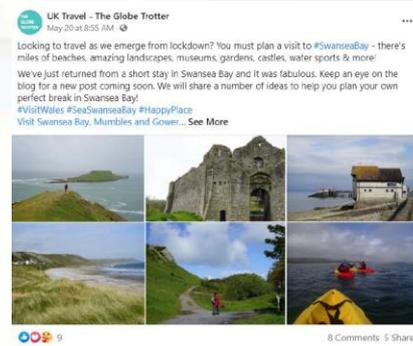 THE
GLOBE
TROTTER
UK Travel - The Globe Trotter
May 20 at 8:55 AM
Looking to travel as we emerge from lockdown? You must plan a visit to #SwanseaBay - there's
miles of beaches, amazing landscapes, museums, gardens, castles, water sports & more!
We've just returned from a short stay in Swansea Bay and it was fabulous. Keep an eye on the
blog for a new post coming soon. We will share a number of ideas to help you plan your own
perfect break in Swansea Bay!
#VisitWales #SeaSwanseaBay #HappyPlace
Visit Swansea Bay, Mumbles and Gower... See More
9
8 Comments 5 Share